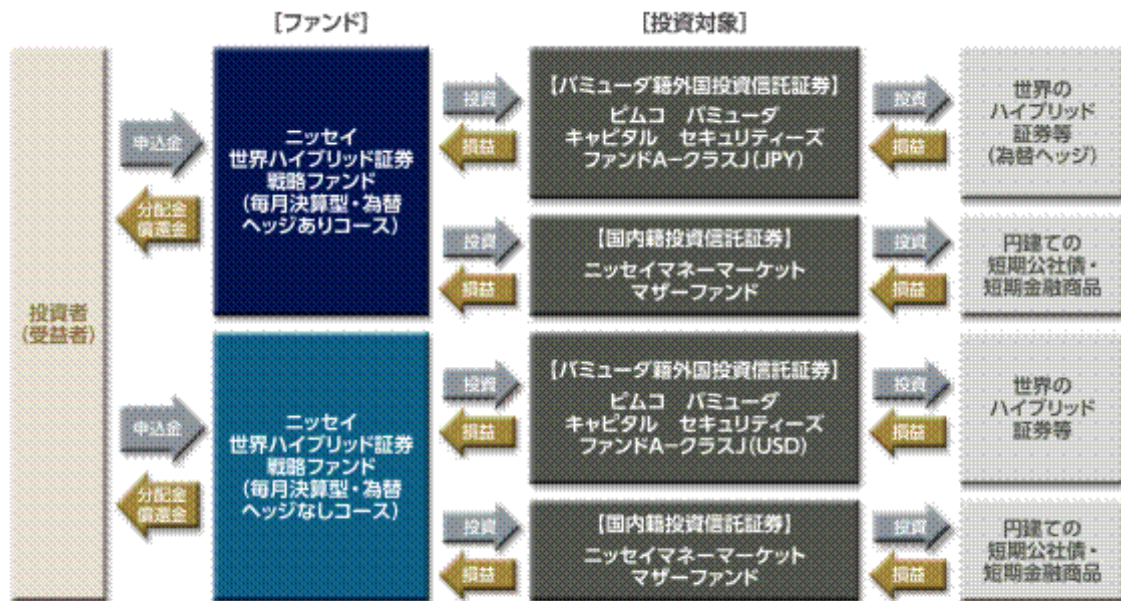 [ファンド]
[投資対象]
投資者
(受益者)
申込金
分配金
償還金
ニッセイ
世界ハイブリッド証券
戦略ファンド
(毎月決算型・為替
ヘッジありコース)
投資
損益
【バミューダ籍外国投資信託証券】
ピムコ バミューダ
キャピタル セキュリティーズ
ファンドA-クラスJ(JPY)
投資
損益
世界の
ハイブリッド
証券等
(為替ヘッジ)
投資
損益
【国内籍投資信託証券】
ニッセイマネーマーケット
マザーファンド
投資
損益
円建ての
短期公社債・
短期金融商品
申込金
分配金
償還金
ニッセイ
世界ハイブリッド証券
戦略ファンド
(毎月決算型・為替
ヘッジなしコース)
投資
損益
【バミューダ籍外国投資信託証券】
ピムコ バミューダ
キャピタル セキュリティーズ
ファンドA-クラスJ(USD)
投資
損益
世界の
ハイブリッド
証券等
投資
損益
【国内籍投資信託証券】
ニッセイマネーマーケット
マザーファンド
投資
損益
円建ての
短期公社債・
短期金融商品